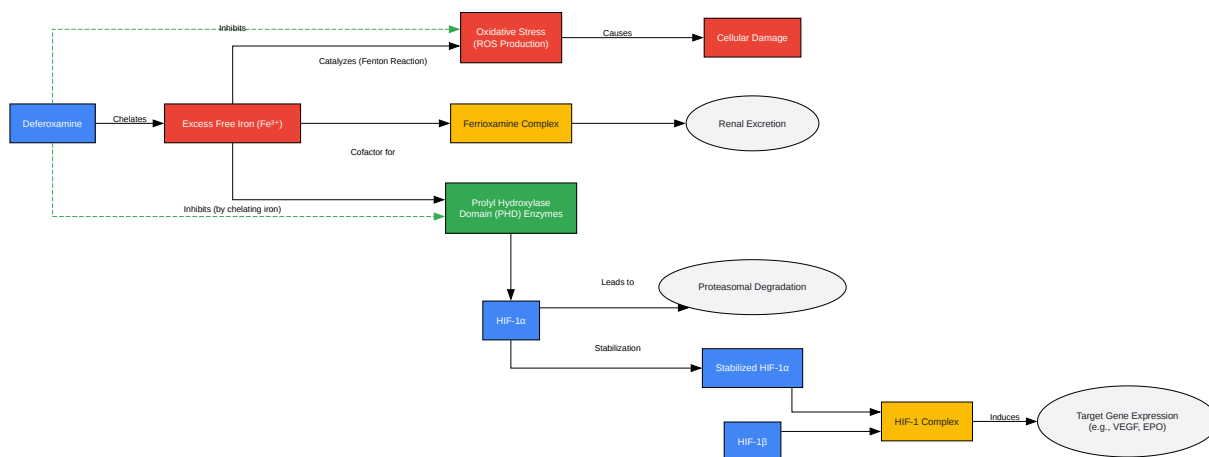 Inhibits
Oxidative Stress
(ROS Production)
Causes
Cellular Damage
Catalyzes (Fenton Reaction)
Deferoxamine
Chelates
Excess Free Iron (Fe³⁺)
Ferrioxamine Complex
Renal Excretion
Cofactor for
Prolyl Hydroxylase
Domain (PHD) Enzymes
Inhibits (by chelating iron)
Leads to
Proteasomal Degradation
HIF-1α
Stabilization
Stabilized HIF-1α
HIF-1β
HIF-1 Complex
Induces
Target Gene Expression
(e.g., VEGF, EPO)